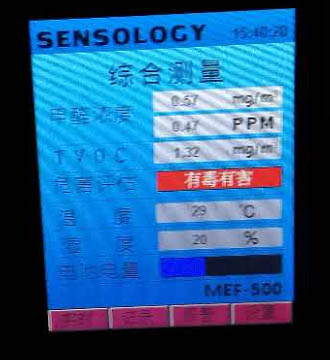 SENSOLOGY 15:40:20
综合测量
甲醛浓度 0.57 mg/m³
0.47 PPM
TVOC 1.32 mg/m³
危害评估 有毒有害
温 度 29 ℃
湿 度 20 %
电池电量
MEF-500